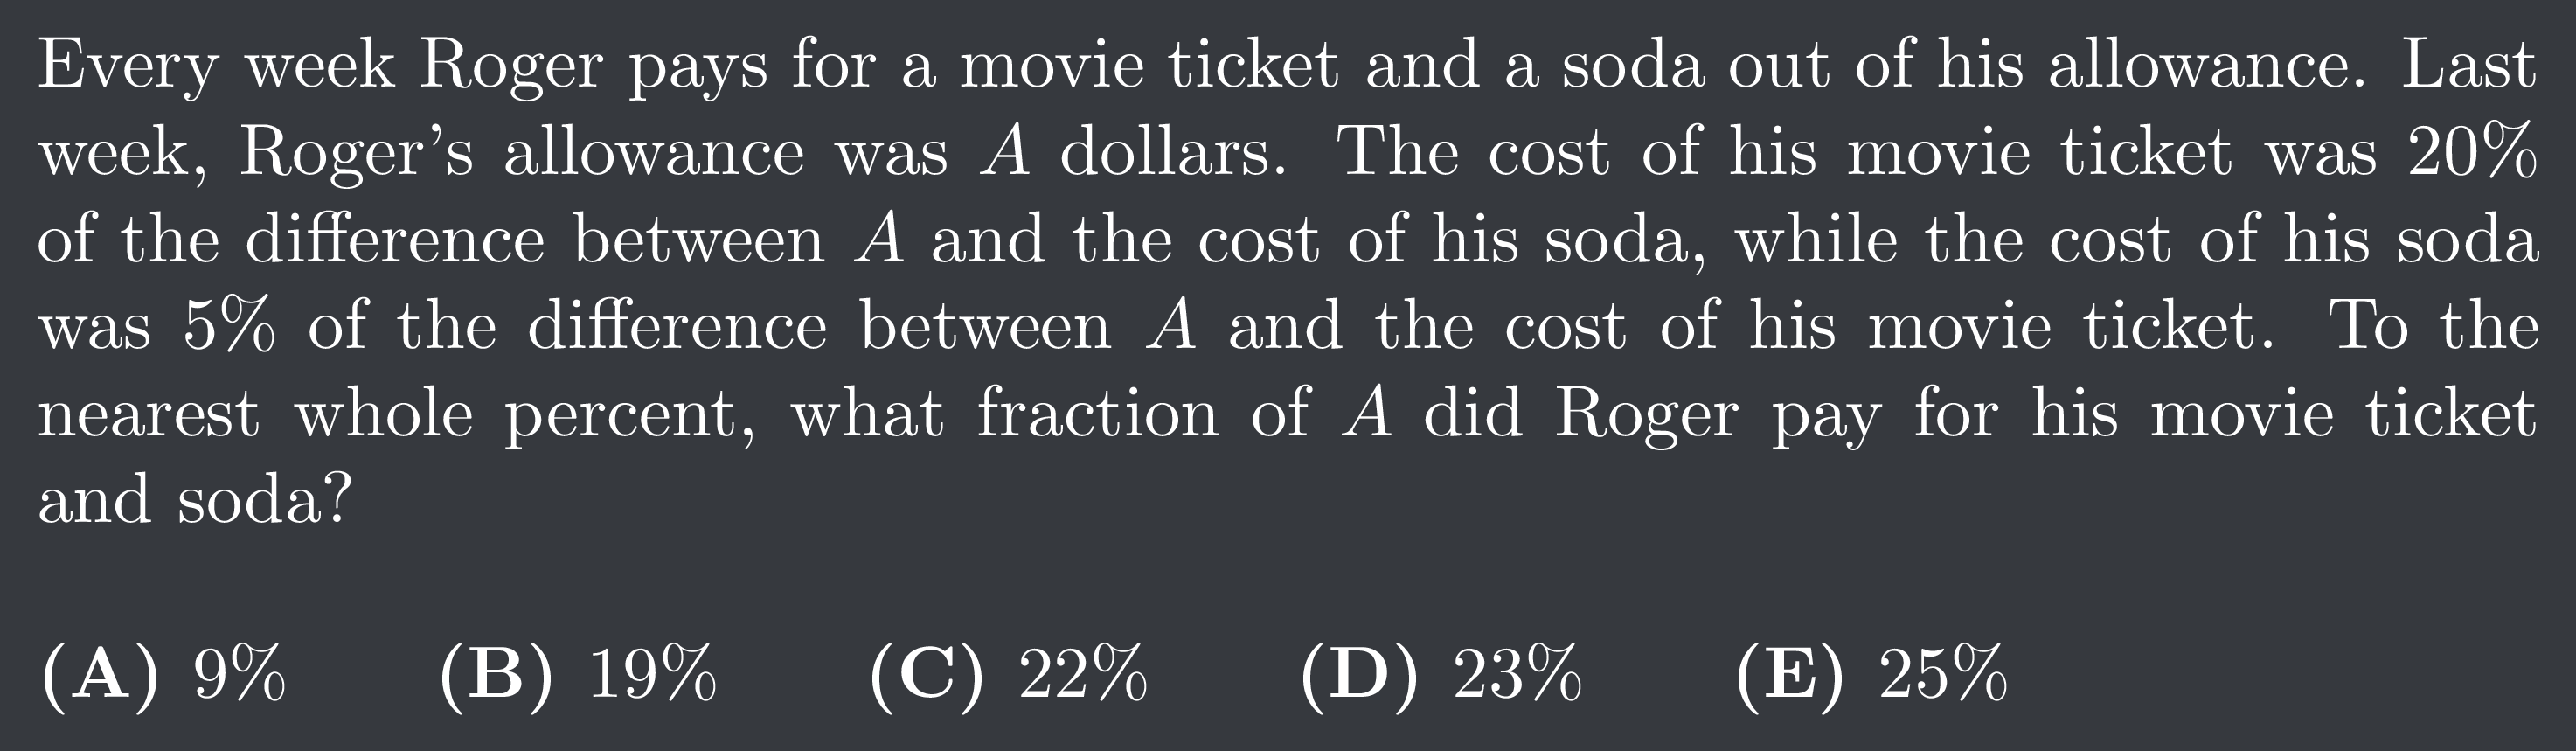 Every week Roger pays for a movie ticket and a soda out of his allowance. Last
week, Roger's allowance was A dollars. The cost of his movie ticket was 20%
of the difference between A and the cost of his soda, while the cost of his soda
was 5% of the difference between A and the cost of his movie ticket. To the
nearest whole percent, what fraction of A did Roger pay for his movie ticket
and soda?
(A) 9% (B) 19% (C) 22% (D) 23% (E) 25%